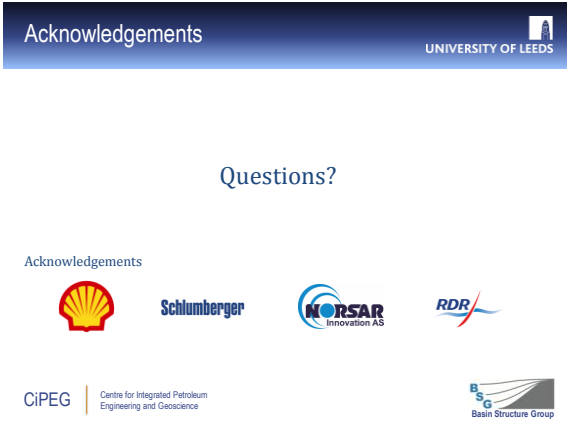 Acknowledgements
UNIVERSITY OF LEEDS
Questions?
Acknowledgements
Schlumberger
NORSAR
Innovation AS
RDR
CiPEG
Centre for Integrated Petroleum
Engineering and Geoscience
BSG
Basin Structure Group